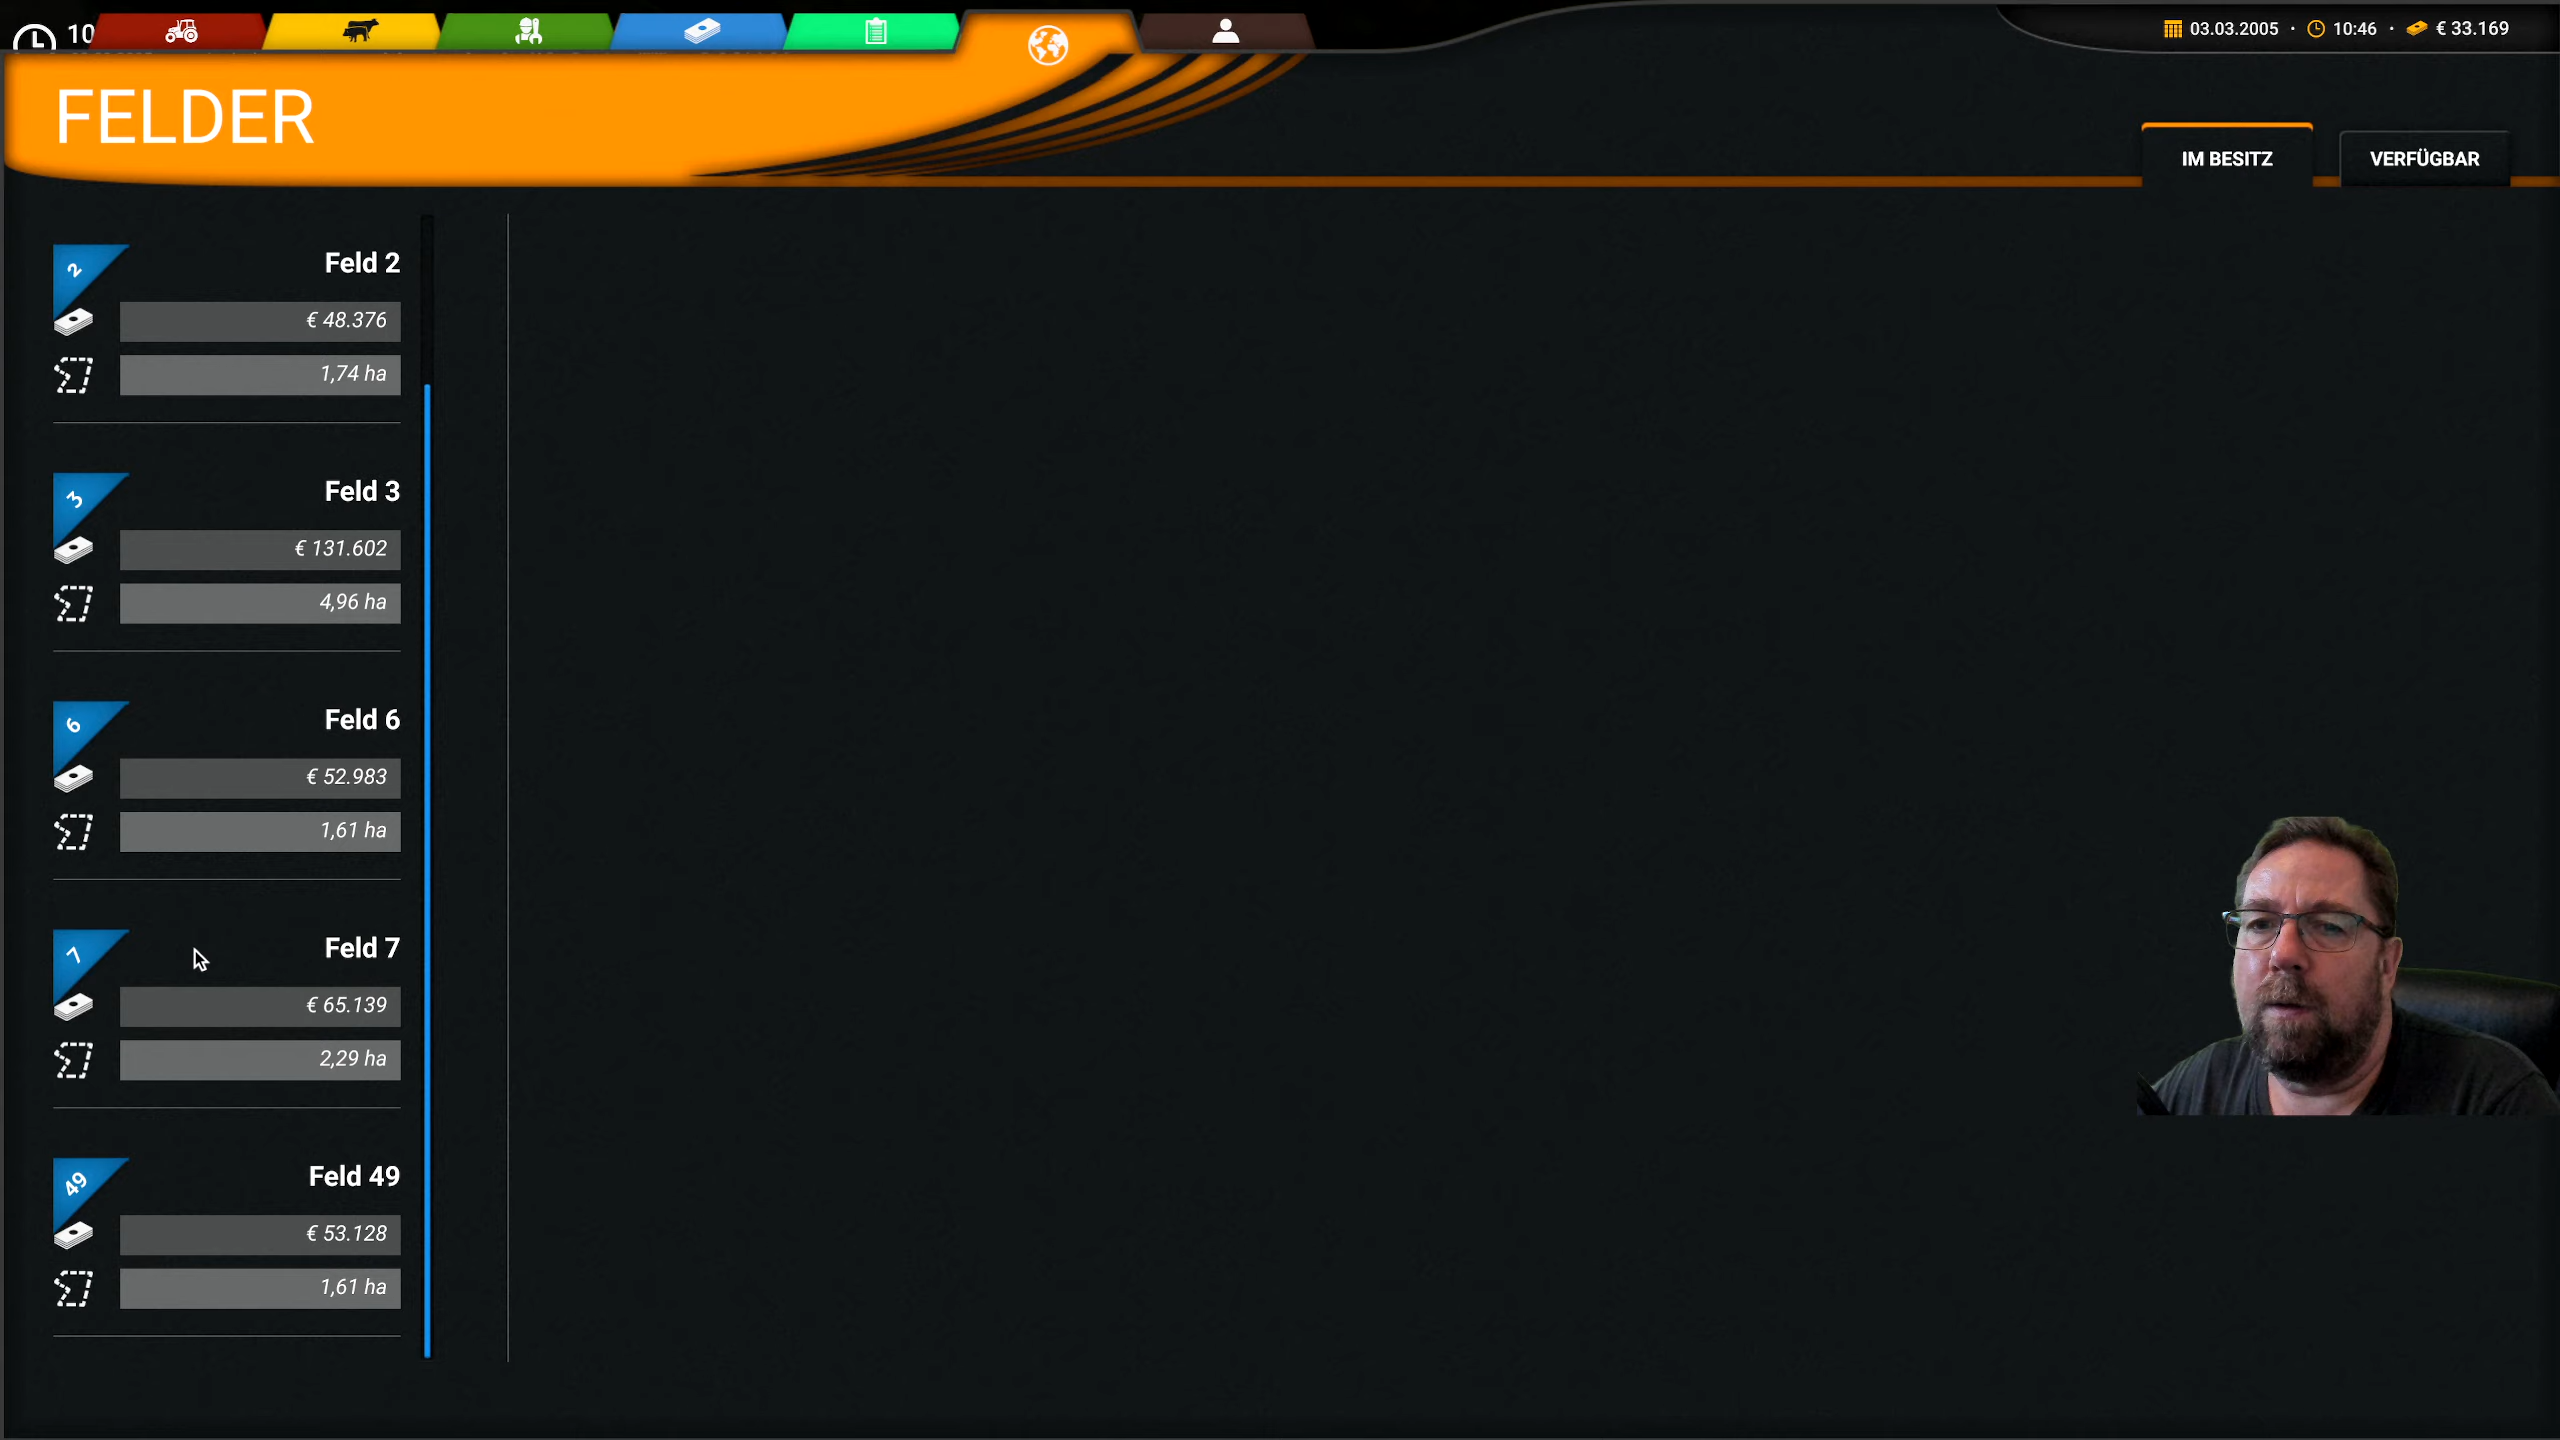 10
03.03.2005 · 10:46 · € 33.169
FELDER
IM BESITZ
VERFÜGBAR
2
Feld 2
€ 48.376
1,74 ha
3
Feld 3
€ 131.602
4,96 ha
6
Feld 6
€ 52.983
1,61 ha
7
Feld 7
€ 65.139
2,29 ha
49
Feld 49
€ 53.128
1,61 ha